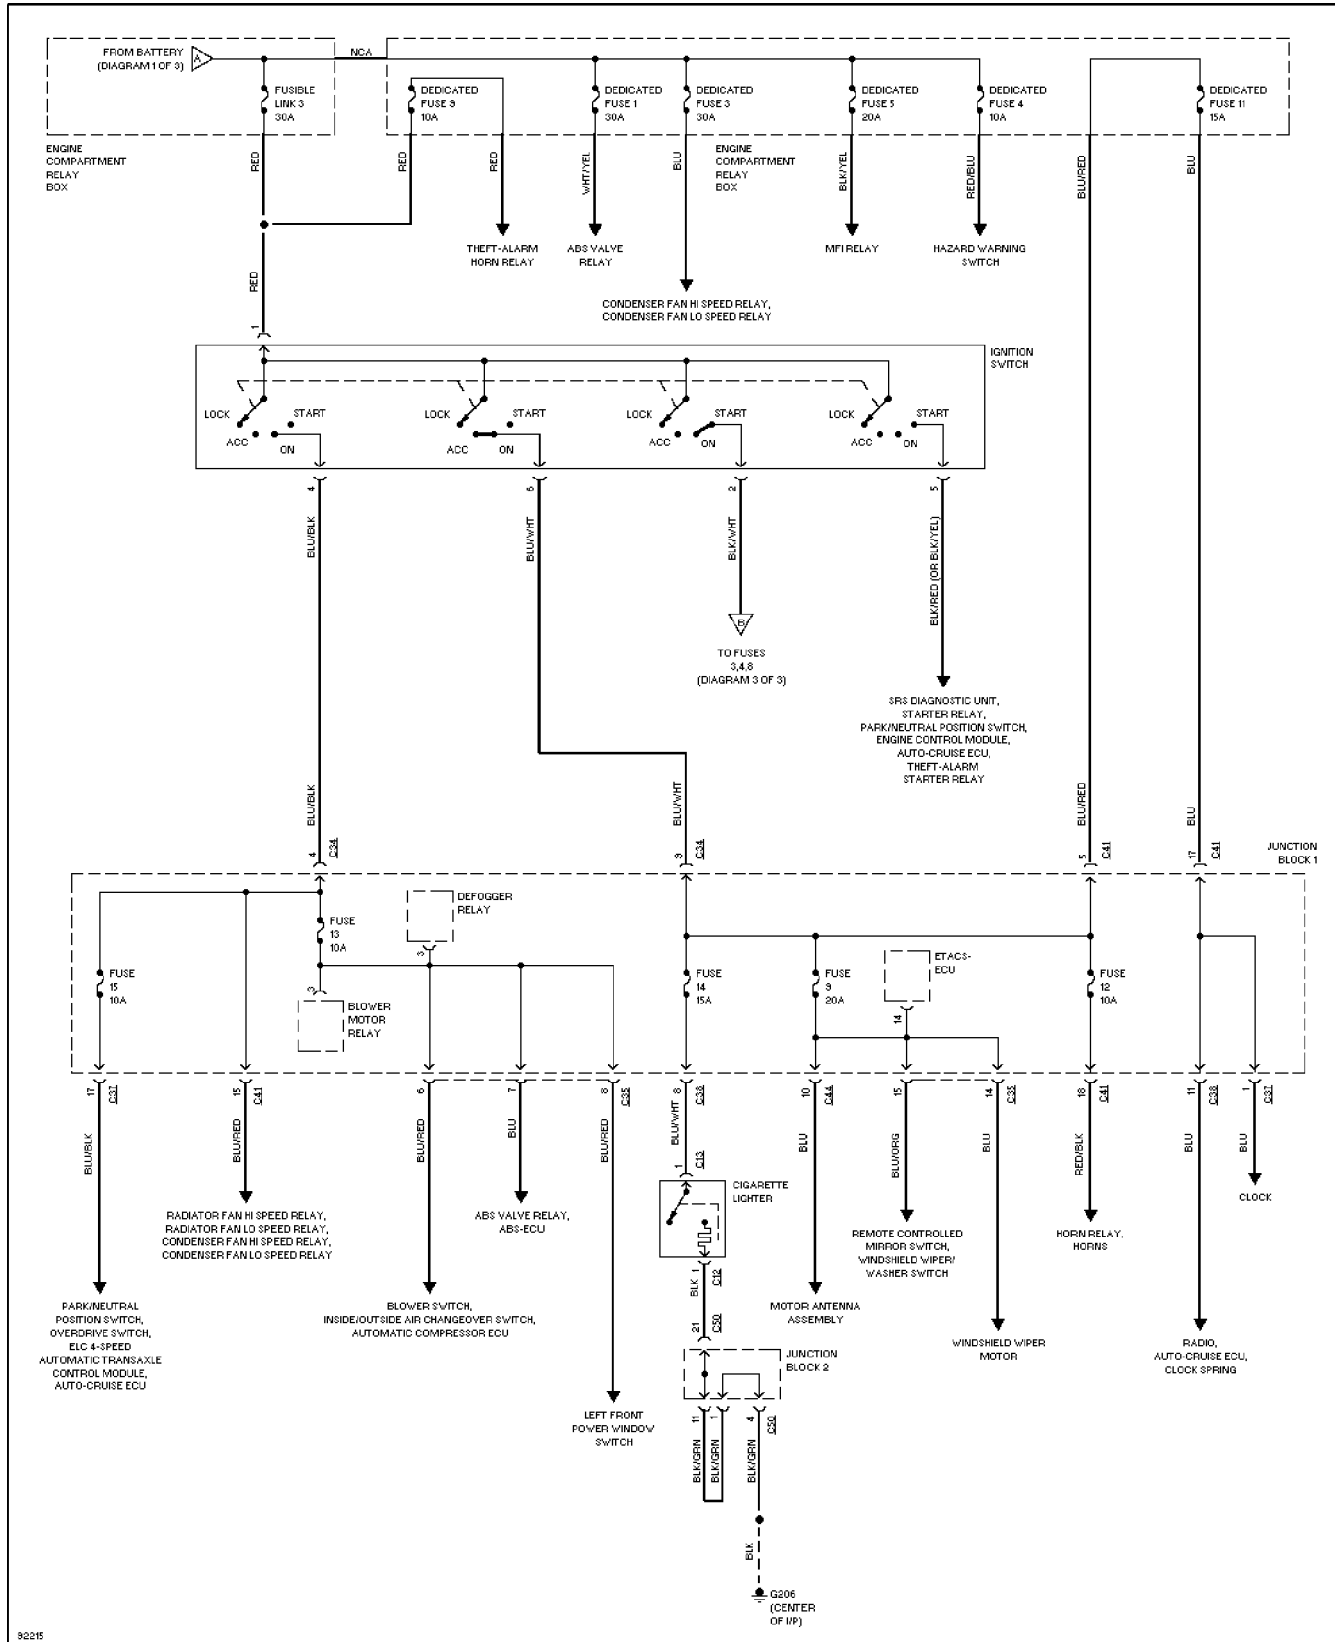 FROM BATTERY
(DIAGRAM 1 OF 3)
A
NCA
FUSIBLE
LINK 3
30A
DEDICATED
FUSE 9
10A
DEDICATED
FUSE 1
30A
DEDICATED
FUSE 3
30A
DEDICATED
FUSE 5
20A
DEDICATED
FUSE 4
10A
DEDICATED
FUSE 11
15A
ENGINE
COMPARTMENT
RELAY
BOX
RED
RED
RED
WHT/YEL
BLU
ENGINE
COMPARTMENT
RELAY
BOX
BLK/YEL
RED/BLU
BLU/RED
BLU
THEFT-ALARM
HORN RELAY
ABS VALVE
RELAY
MFI RELAY
HAZARD WARNING
SWITCH
RED
CONDENSER FAN HI SPEED RELAY,
CONDENSER FAN LO SPEED RELAY
1
IGNITION
SWITCH
LOCK
START
ACC
ON
LOCK
START
ACC
ON
LOCK
START
ACC
ON
LOCK
START
ACC
ON
4
6
2
5
BLU/BLK
BLU/WHT
BLK/WHT
BLK/RED (OR BLK/YEL)
B
TO FUSES
3,4,8
(DIAGRAM 3 OF 3)
SRS DIAGNOSTIC UNIT,
STARTER RELAY,
PARK/NEUTRAL POSITION SWITCH,
ENGINE CONTROL MODULE,
AUTO-CRUISE ECU,
THEFT-ALARM
STARTER RELAY
BLU/BLK
BLU/WHT
BLU/RED
BLU
4
C34
9
C34
5
C41
17
C41
JUNCTION
BLOCK 1
DEFOGGER
RELAY
3
FUSE
13
10A
ETACS-
ECU
14
FUSE
15
10A
3
BLOWER
MOTOR
RELAY
FUSE
14
15A
FUSE
9
20A
FUSE
12
10A
17
C37
15
C41
6
7
8
C35
8
C36
10
C44
15
14
C35
18
C41
11
C38
1
C37
BLU/BLK
BLU/RED
BLU/RED
BLU
BLU/RED
BLU/WHT
BLU
BLU/ORG
BLU
RED/BLK
BLU
BLU
1
C13
CIGARETTE
LIGHTER
CLOCK
RADIATOR FAN HI SPEED RELAY,
RADIATOR FAN LO SPEED RELAY,
CONDENSER FAN HI SPEED RELAY,
CONDENSER FAN LO SPEED RELAY
ABS VALVE RELAY,
ABS-ECU
REMOTE CONTROLLED
MIRROR SWITCH,
WINDSHIELD WIPER/
WASHER SWITCH
HORN RELAY,
HORNS
BLK
1
C12
PARK/NEUTRAL
POSITION SWITCH,
OVERDRIVE SWITCH,
ELC 4-SPEED
AUTOMATIC TRANSAXLE
CONTROL MODULE,
AUTO-CRUISE ECU
BLOWER SWITCH,
INSIDE/OUTSIDE AIR CHANGEOVER SWITCH,
AUTOMATIC COMPRESSOR ECU
MOTOR ANTENNA
ASSEMBLY
21
C50
WINDSHIELD WIPER
MOTOR
RADIO,
AUTO-CRUISE ECU,
CLOCK SPRING
JUNCTION
BLOCK 2
LEFT FRONT
POWER WINDOW
SWITCH
11
1
4
C50
BLK/GRN
BLK/GRN
BLK/GRN
BLK
G206
(CENTER
OF I/P)
92215